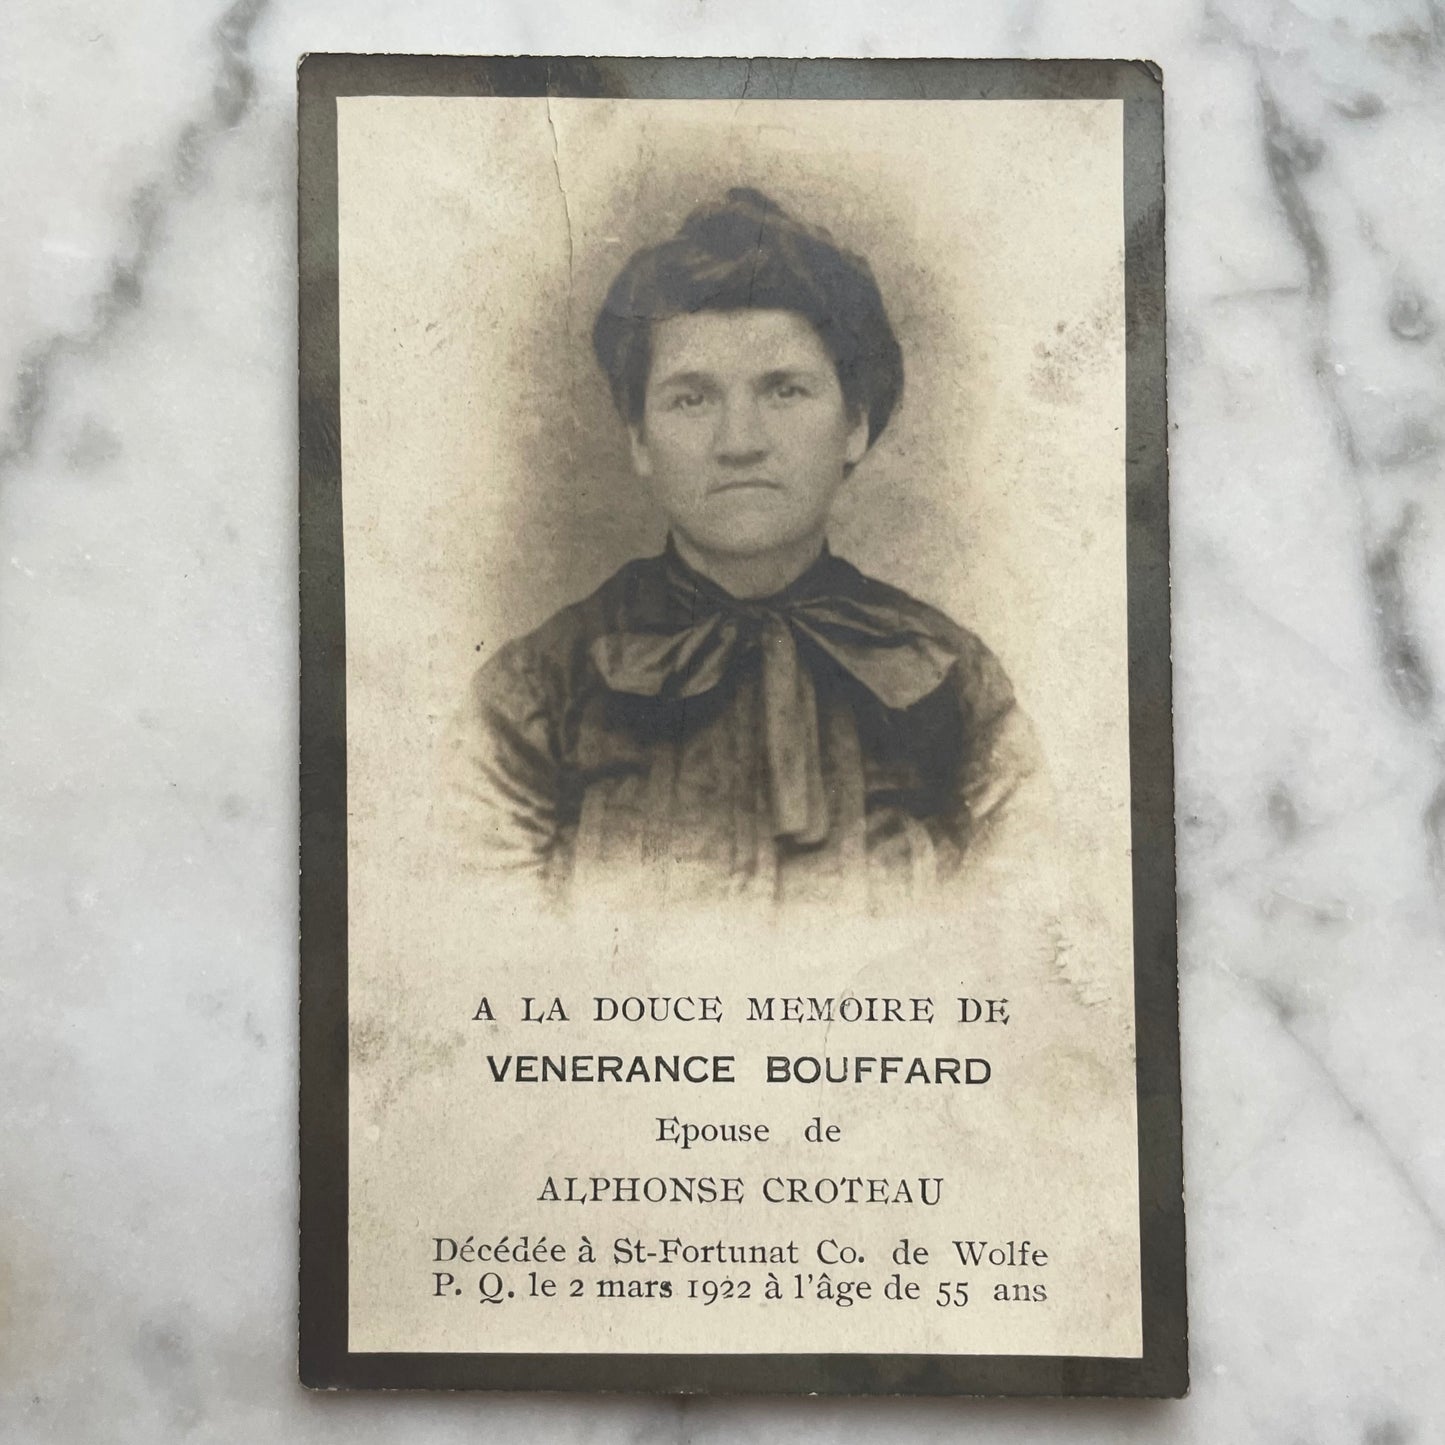 A LA DOUCE MEMOIRE DE
VENERANCE BOUFFARD
Epouse de
ALPHONSE CROTEAU
Décédée à St-Fortunat Co. de Wolfe
P. Q. le 2 mars 1922 à l'âge de 55 ans